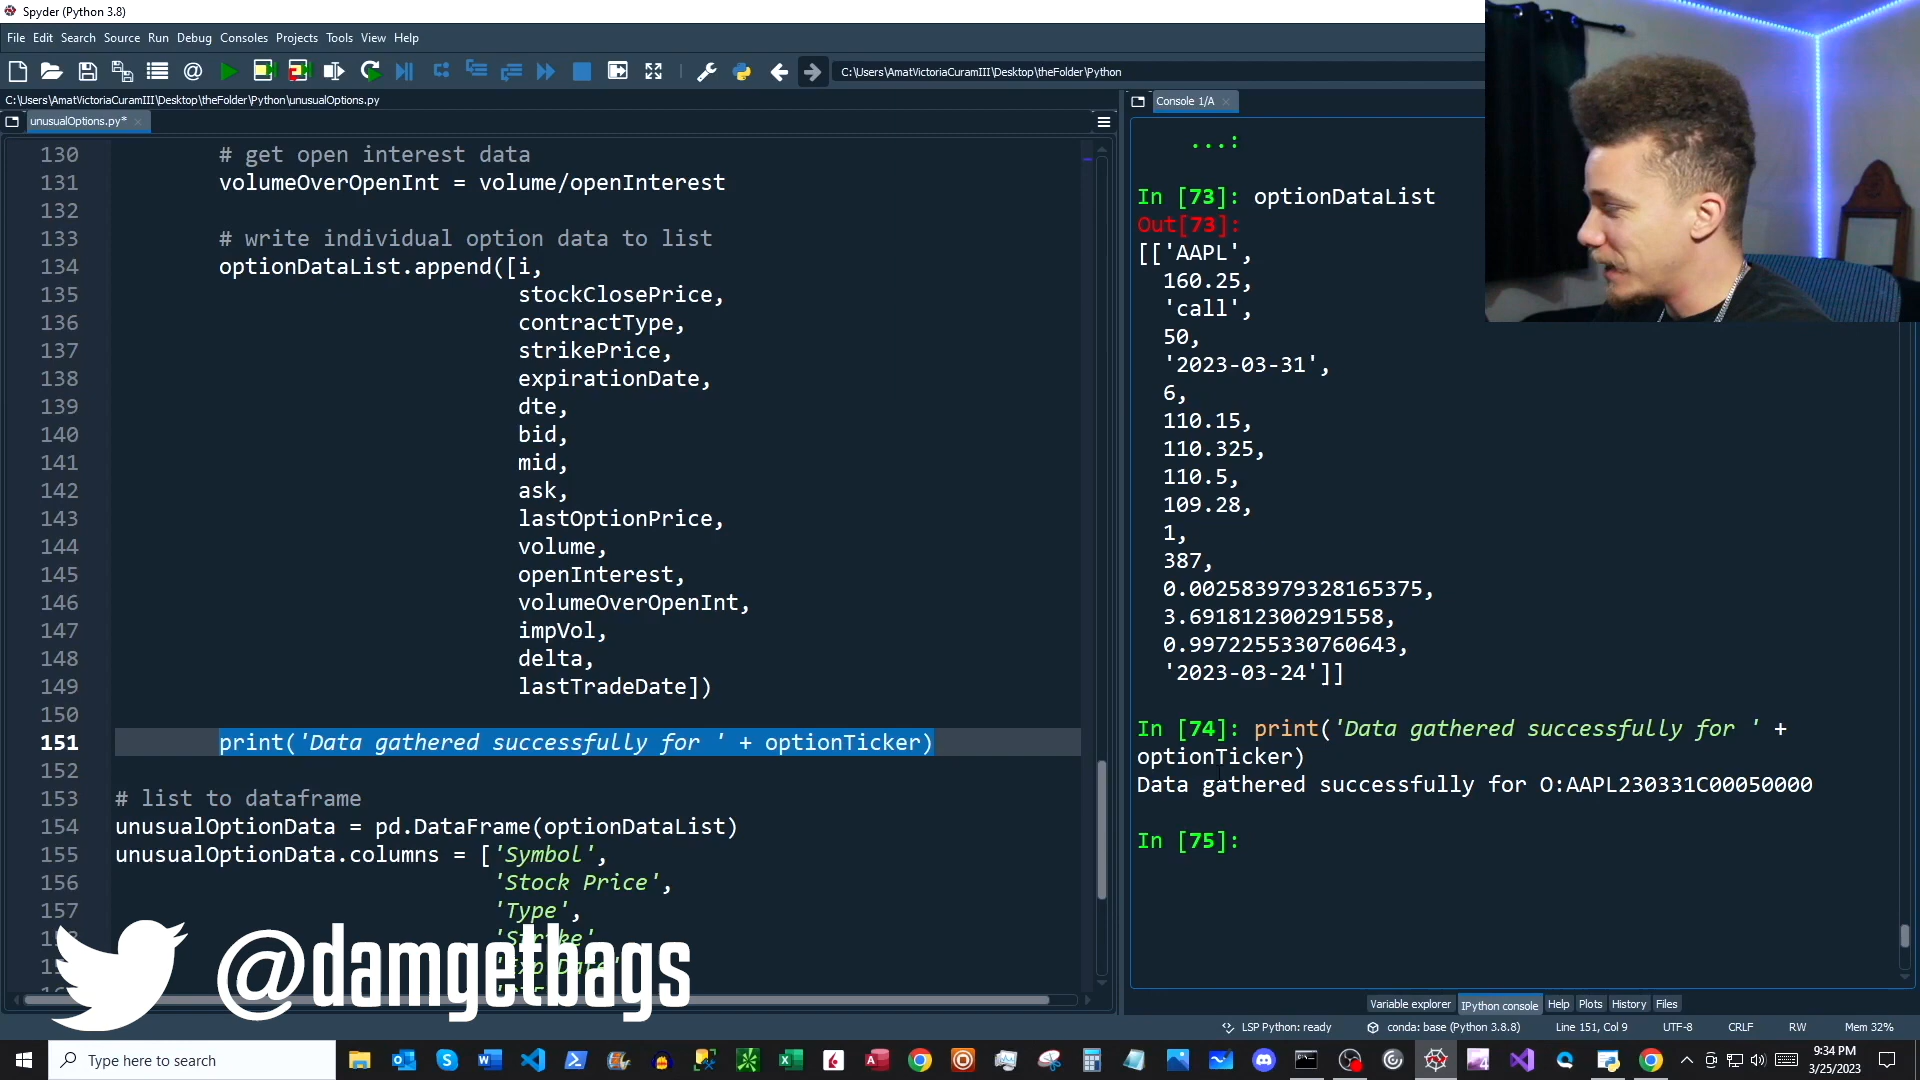 Spyder (Python 3.8)
File Edit Search Source Run Debug Consoles Projects Tools View Help
C:\Users\AmatVictoriaCuramIII\Desktop\theFolder\Python
C:\Users\AmatVictoriaCuramIII\Desktop\theFolder\Python\unusualOptions.py
unusualOptions.py*
130 # get open interest data
131 volumeOverOpenInt = volume/openInterest
132
133 # write individual option data to list
134 optionDataList.append([i,
135 stockClosePrice,
136 contractType,
137 strikePrice,
138 expirationDate,
139 dte,
140 bid,
141 mid,
142 ask,
143 lastOptionPrice,
144 volume,
145 openInterest,
146 volumeOverOpenInt,
147 impVol,
148 delta,
149 lastTradeDate])
150
151 print('Data gathered successfully for ' + optionTicker)
152
153 # list to dataframe
154 unusualOptionData = pd.DataFrame(optionDataList)
155 unusualOptionData.columns = ['Symbol',
156 'Stock Price',
157 'Type',
@damgetbags
Console 1/A
...:
In [73]: optionDataList
Out[73]:
[['AAPL',
160.25,
'call',
50,
'2023-03-31',
6,
110.15,
110.325,
110.5,
109.28,
1,
387,
0.002583979328165375,
3.691812300291558,
0.9972255330760643,
'2023-03-24']]
In [74]: print('Data gathered successfully for ' +
optionTicker)
Data gathered successfully for O:AAPL230331C00050000
In [75]:
Variable explorer IPython console Help Plots History Files
LSP Python: ready conda: base (Python 3.8.8) Line 151, Col 9 UTF-8 CRLF RW Mem 32%
Type here to search
9:34 PM
3/25/2023